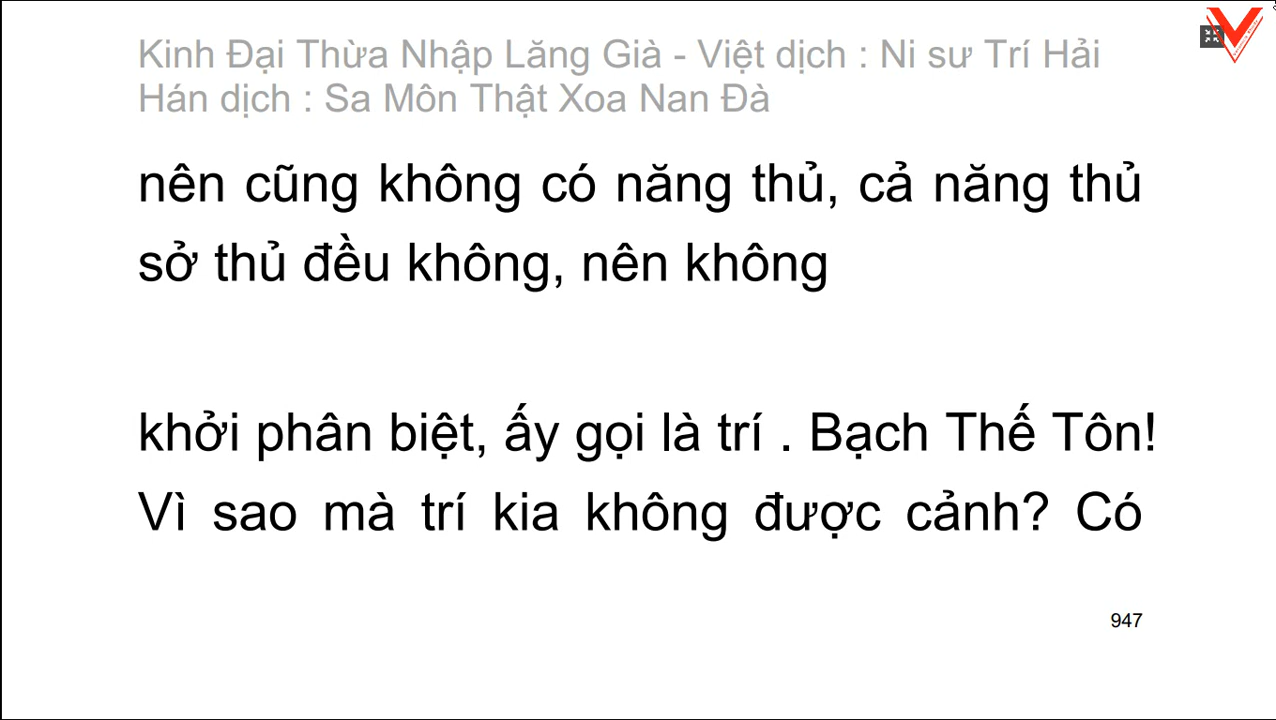 Kinh Đại Thừa Nhập Lăng Già - Việt dịch : Ni sư Trí Hải
Hán dịch : Sa Môn Thật Xoa Nan Đà
nên cũng không có năng thủ, cả năng thủ
sở thủ đều không, nên không
khởi phân biệt, ấy gọi là trí . Bạch Thế Tôn!
Vì sao mà trí kia không được cảnh? Có
947